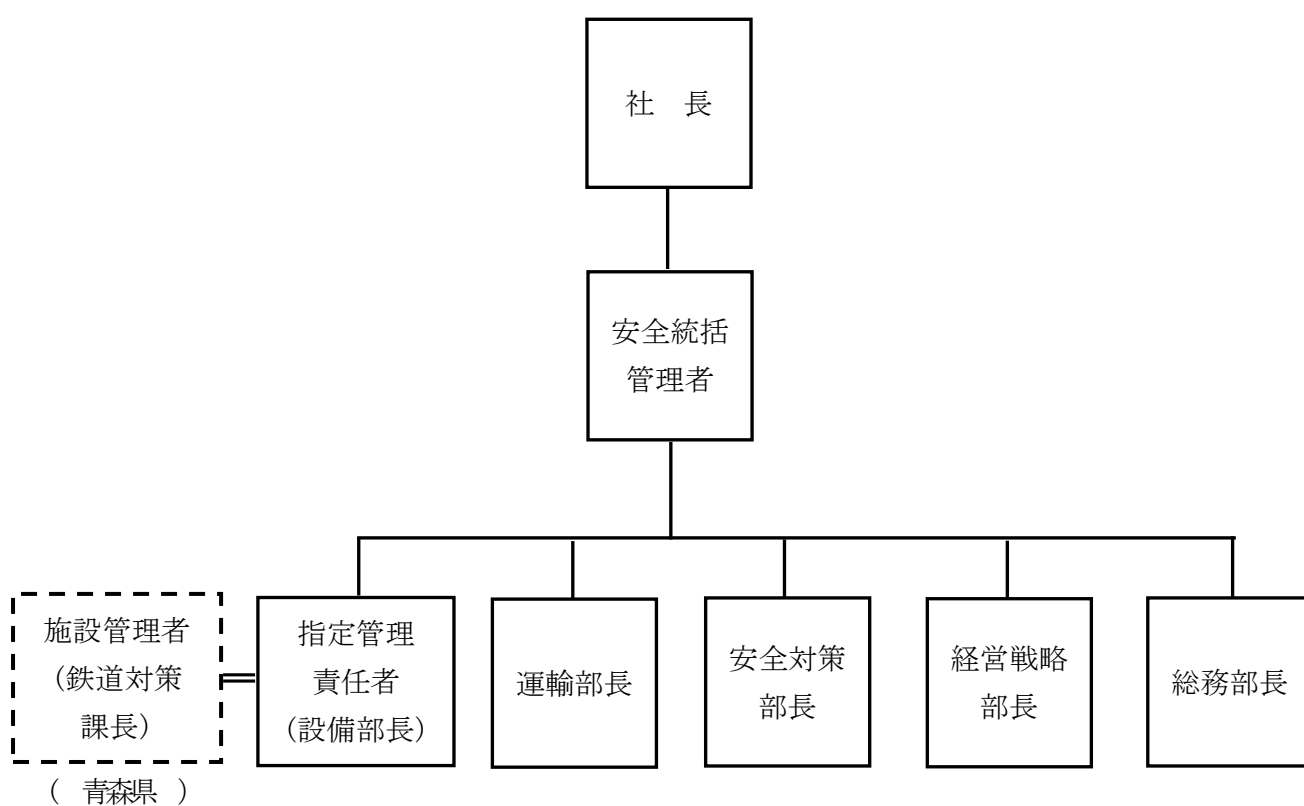 社　長
安全統括
管理者
施設管理者
（鉄道対策
課長）
（　青森県　）
指定管理
責任者
（設備部長）
運輸部長
安全対策
部長
経営戦略
部長
総務部長